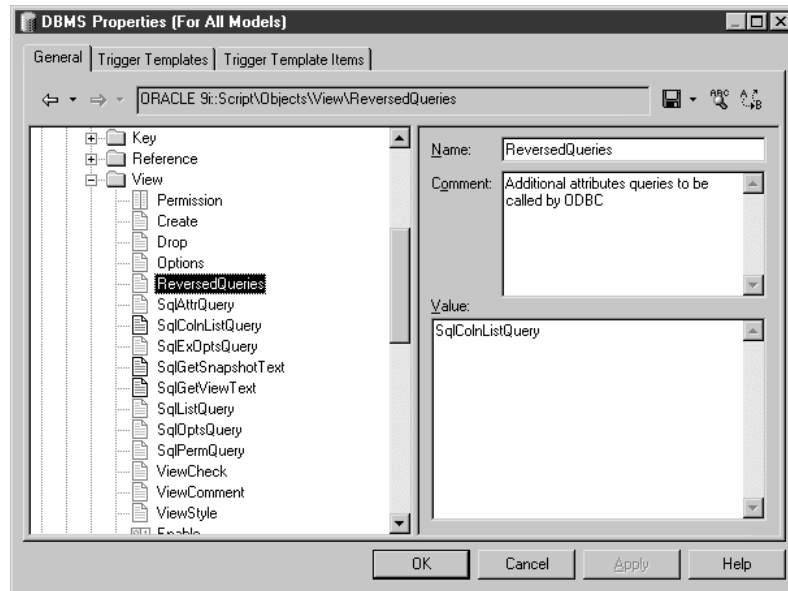 DBMS Properties (For All Models)
General
Trigger Templates
Trigger Template Items
ORACLE 9i::Script\Objects\View\ReversedQueries
ABC
A
B
Key
Reference
View
Permission
Create
Drop
Options
ReversedQueries
SqlAttrQuery
SqlColnListQuery
SqlExOptsQuery
SqlGetSnapshotText
SqlGetViewText
SqlListQuery
SqlOptsQuery
SqlPermQuery
ViewCheck
ViewComment
ViewStyle
Enable
Name:
ReversedQueries
Comment:
Additional attributes queries to be
called by ODBC
Value:
SqlColnListQuery
OK
Cancel
Apply
Help